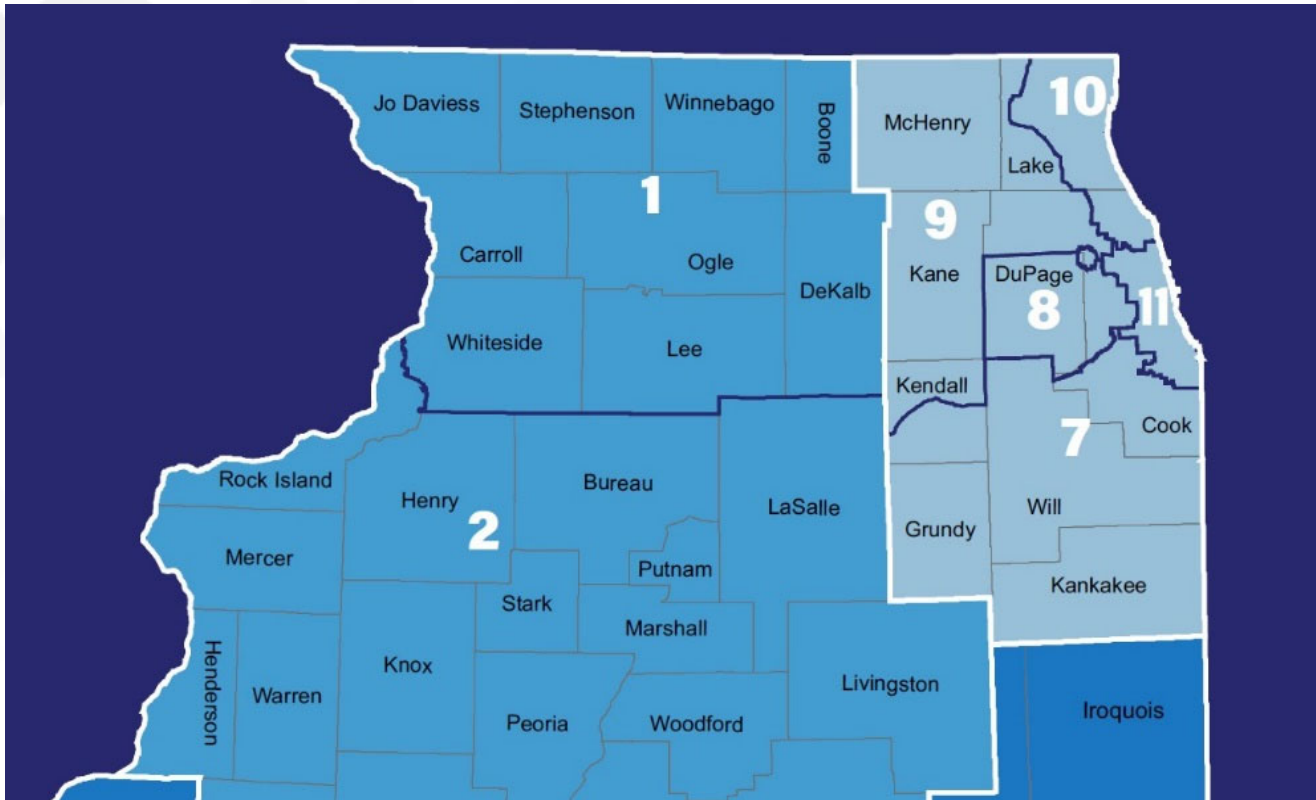 Jo Daviess
Stephenson
Winnebago
Boone
McHenry
10
Lake
1
9
Carroll
Ogle
DeKalb
Kane
DuPage
8
11
Whiteside
Lee
Kendall
7
Cook
Rock Island
Henry
2
Bureau
LaSalle
Grundy
Will
Mercer
Putnam
Kankakee
Stark
Marshall
Henderson
Warren
Knox
Peoria
Woodford
Livingston
Iroquois